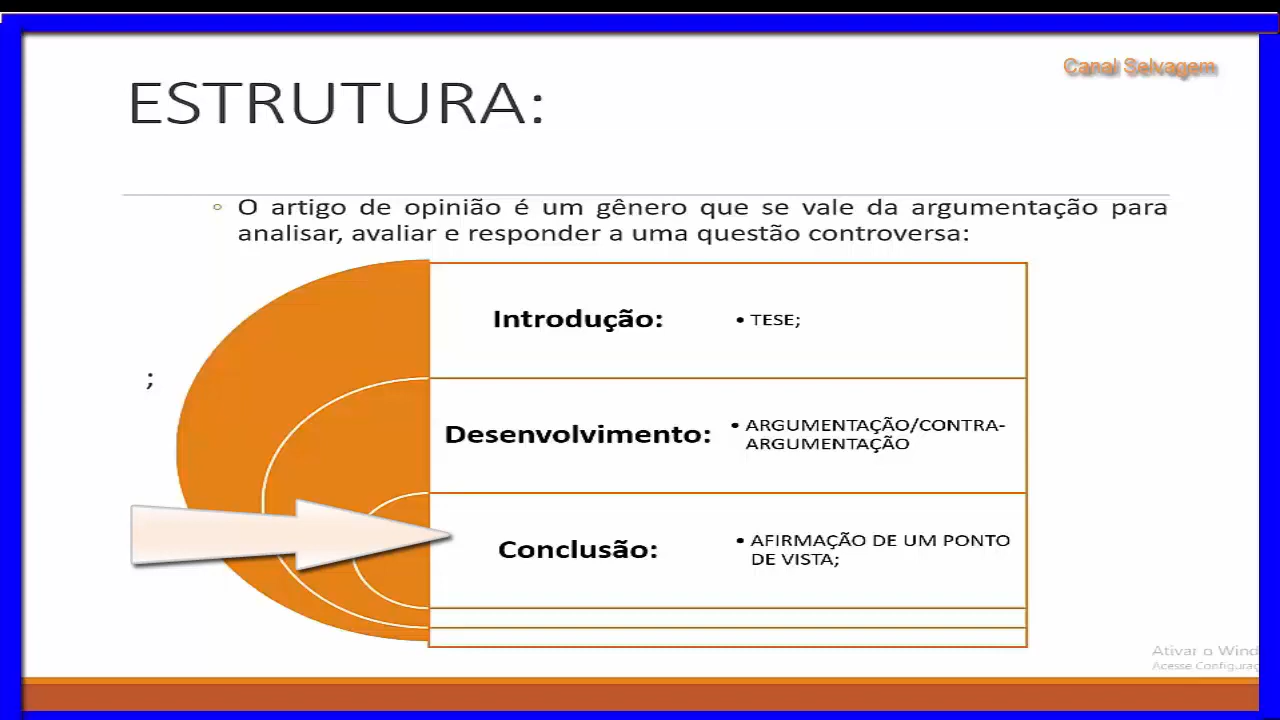 Canal Selvagem
ESTRUTURA:
◦ O artigo de opinião é um gênero que se vale da argumentação para
analisar, avaliar e responder a uma questão controversa:
Introdução:
• TESE;
;
Desenvolvimento:
• ARGUMENTAÇÃO/CONTRA-
ARGUMENTAÇÃO
Conclusão:
• AFIRMAÇÃO DE UM PONTO
DE VISTA;
Ativar o Wind
Acesse Configuraç